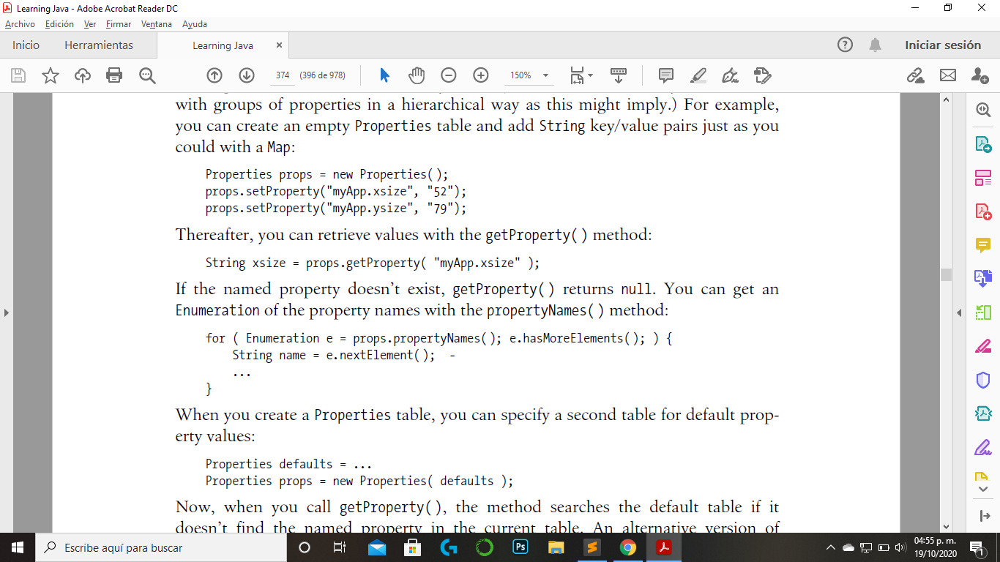 Learning Java - Adobe Acrobat Reader DC
Archivo Edición Ver Firmar Ventana Ayuda
Inicio Herramientas Learning Java × ? Iniciar sesión
374 (396 de 978) 150%
with groups of properties in a hierarchical way as this might imply.) For example,
you can create an empty Properties table and add String key/value pairs just as you
could with a Map:
Properties props = new Properties();
props.setProperty("myApp.xsize", "52");
props.setProperty("myApp.ysize", "79");
Thereafter, you can retrieve values with the getProperty() method:
String xsize = props.getProperty( "myApp.xsize" );
If the named property doesn't exist, getProperty() returns null. You can get an
Enumeration of the property names with the propertyNames() method:
for ( Enumeration e = props.propertyNames(); e.hasMoreElements(); ) {
String name = e.nextElement(); -
...
}
When you create a Properties table, you can specify a second table for default prop-
erty values:
Properties defaults = ...
Properties props = new Properties( defaults );
Now, when you call getProperty(), the method searches the default table if it
doesn't find the named property in the current table. An alternative version of
Escribe aquí para buscar
Ps
04:55 p. m.
19/10/2020
1